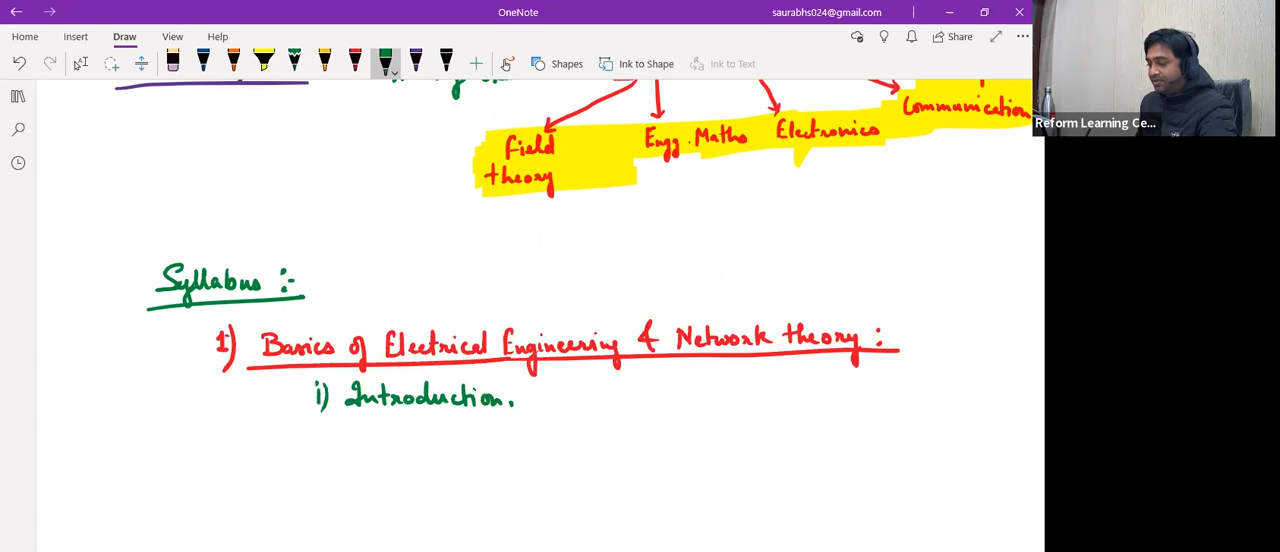 OneNote
saurabhs024@gmail.com
Home Insert Draw View Help
Shapes Ink to Shape Ink to Text Share
Reform Learning Ce...
Communication
Field theory
Engg. Maths
Electronics
Syllabus :-
1) Basics of Electrical Engineering & Network theory :
i) Introduction.